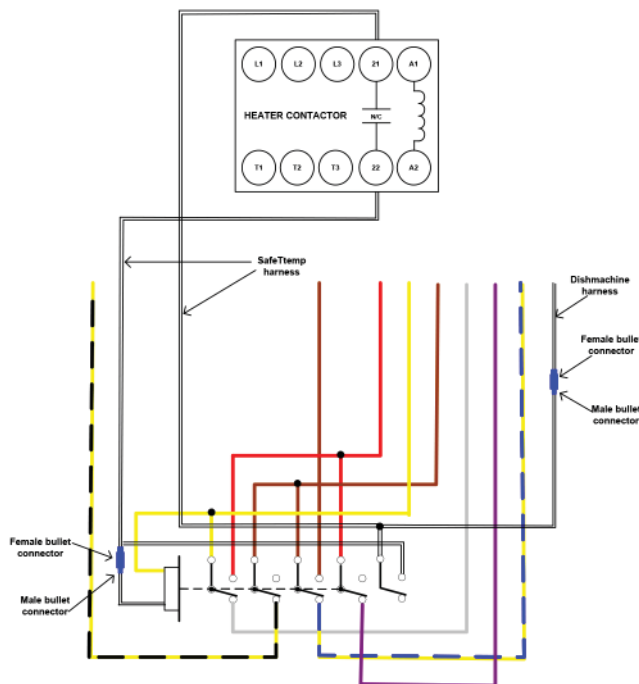 L1 L2 L3 21 A1
HEATER CONTACTOR
N/C
T1 T2 T3 22 A2
SafeTtemp
harness
Dishmachine
harness
Female bullet
connector
Male bullet
connector
Female bullet
connector
Male bullet
connector